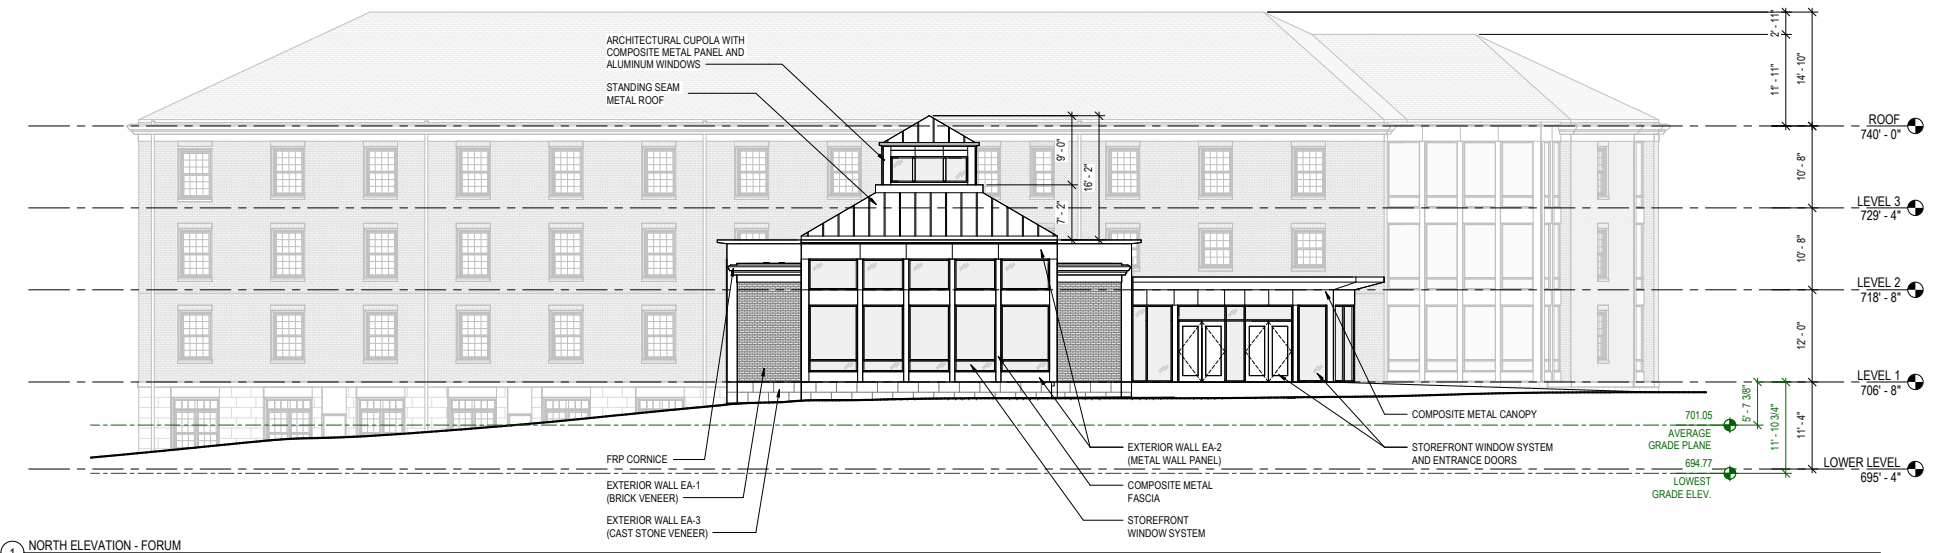 ARCHITECTURAL CUPOLA WITH
COMPOSITE METAL PANEL AND
ALUMINUM WINDOWS
STANDING SEAM
METAL ROOF
9' - 0"
16' - 2"
7' - 2"
2' - 11"
11' - 11"
14' - 10"
ROOF
740' - 0"
10' - 8"
LEVEL 3
729' - 4"
10' - 8"
LEVEL 2
718' - 8"
12' - 0"
LEVEL 1
706' - 8"
5' - 7 3/8"
11' - 10 3/4"
11' - 4"
701.05
AVERAGE
GRADE PLANE
694.77
LOWEST
GRADE ELEV.
LOWER LEVEL
695' - 4"
COMPOSITE METAL CANOPY
STOREFRONT WINDOW SYSTEM
AND ENTRANCE DOORS
EXTERIOR WALL EA-2
(METAL WALL PANEL)
COMPOSITE METAL
FASCIA
STOREFRONT
WINDOW SYSTEM
FRP CORNICE
EXTERIOR WALL EA-1
(BRICK VENEER)
EXTERIOR WALL EA-3
(CAST STONE VENEER)
1
NORTH ELEVATION - FORUM